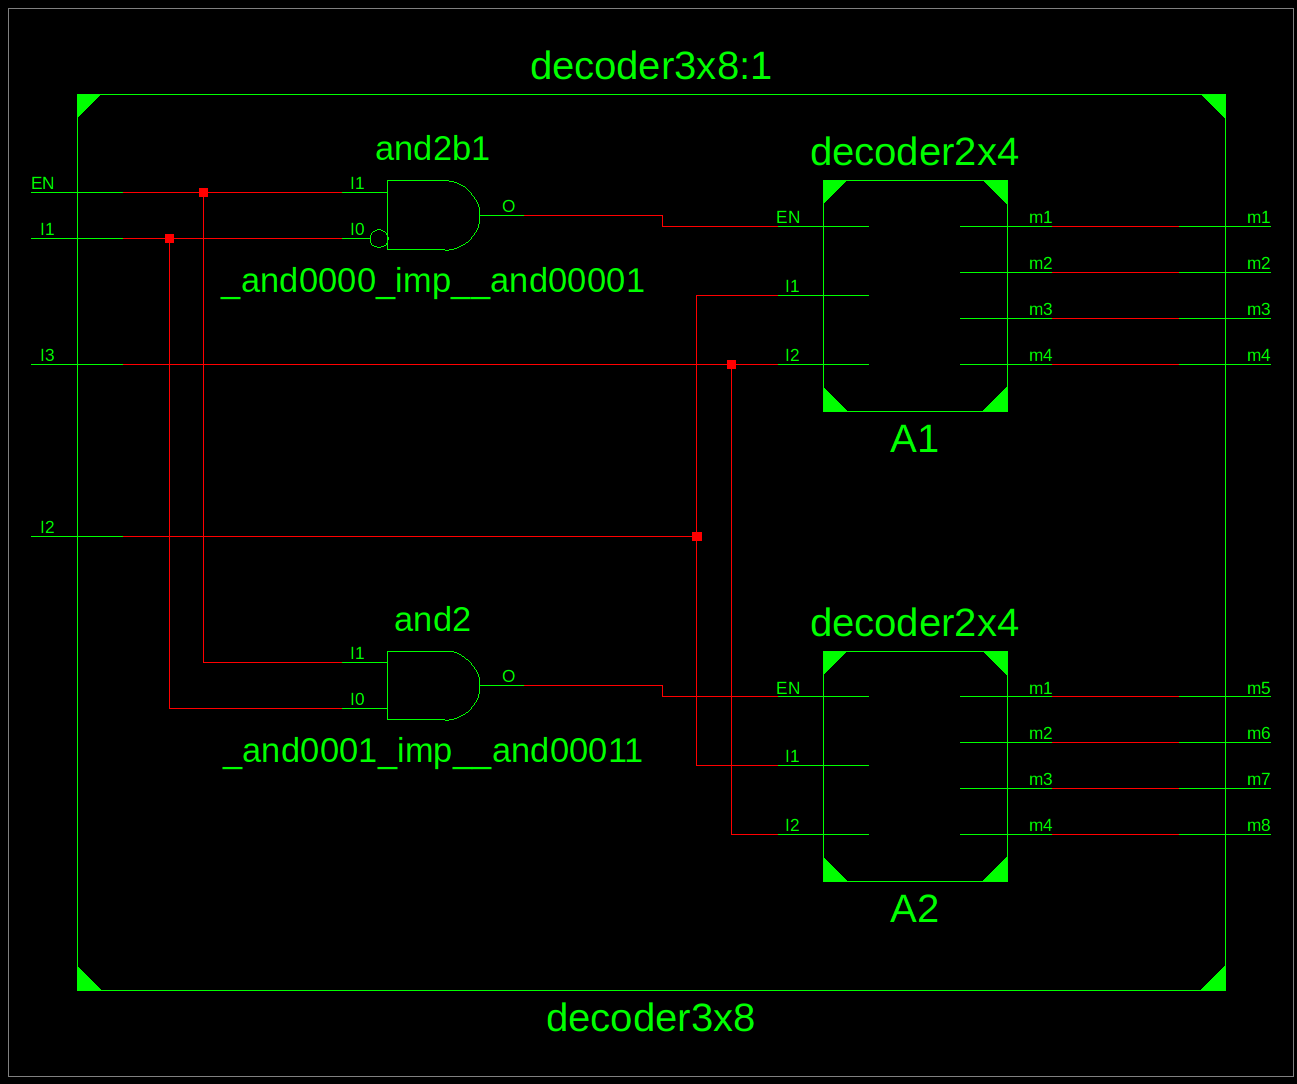 decoder3x8:1
and2b1
decoder2x4
EN
I1
O
EN
m1
m1
I1
I0
m2
m2
_and0000_imp__and00001
I1
m3
m3
I3
I2
m4
m4
A1
I2
and2
decoder2x4
I1
O
EN
m1
m5
I0
m2
m6
_and0001_imp__and00011
I1
m3
m7
I2
m4
m8
A2
decoder3x8